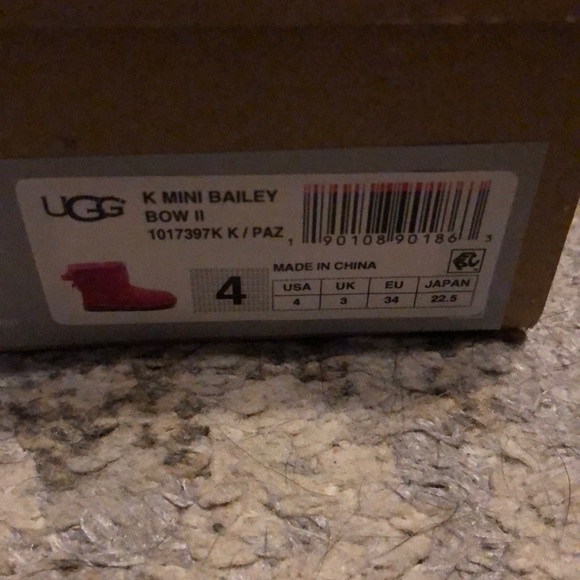 UGG
K MINI BAILEY
BOW II
1017397K K / PAZ
1 90108 90186 3
MADE IN CHINA
4
USA UK EU JAPAN
4 3 34 22.5